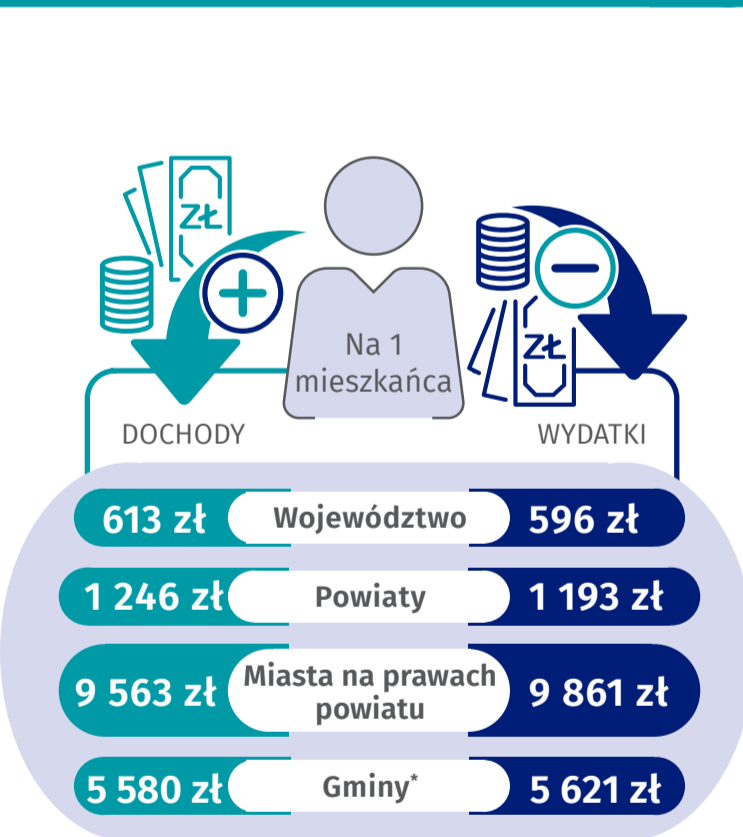 ZŁ
ZŁ
Na 1
mieszkańca
DOCHODY
WYDATKI
613 zł Województwo 596 zł
1 246 zł Powiaty 1 193 zł
9 563 zł Miasta na prawach powiatu 9 861 zł
5 580 zł Gminy* 5 621 zł